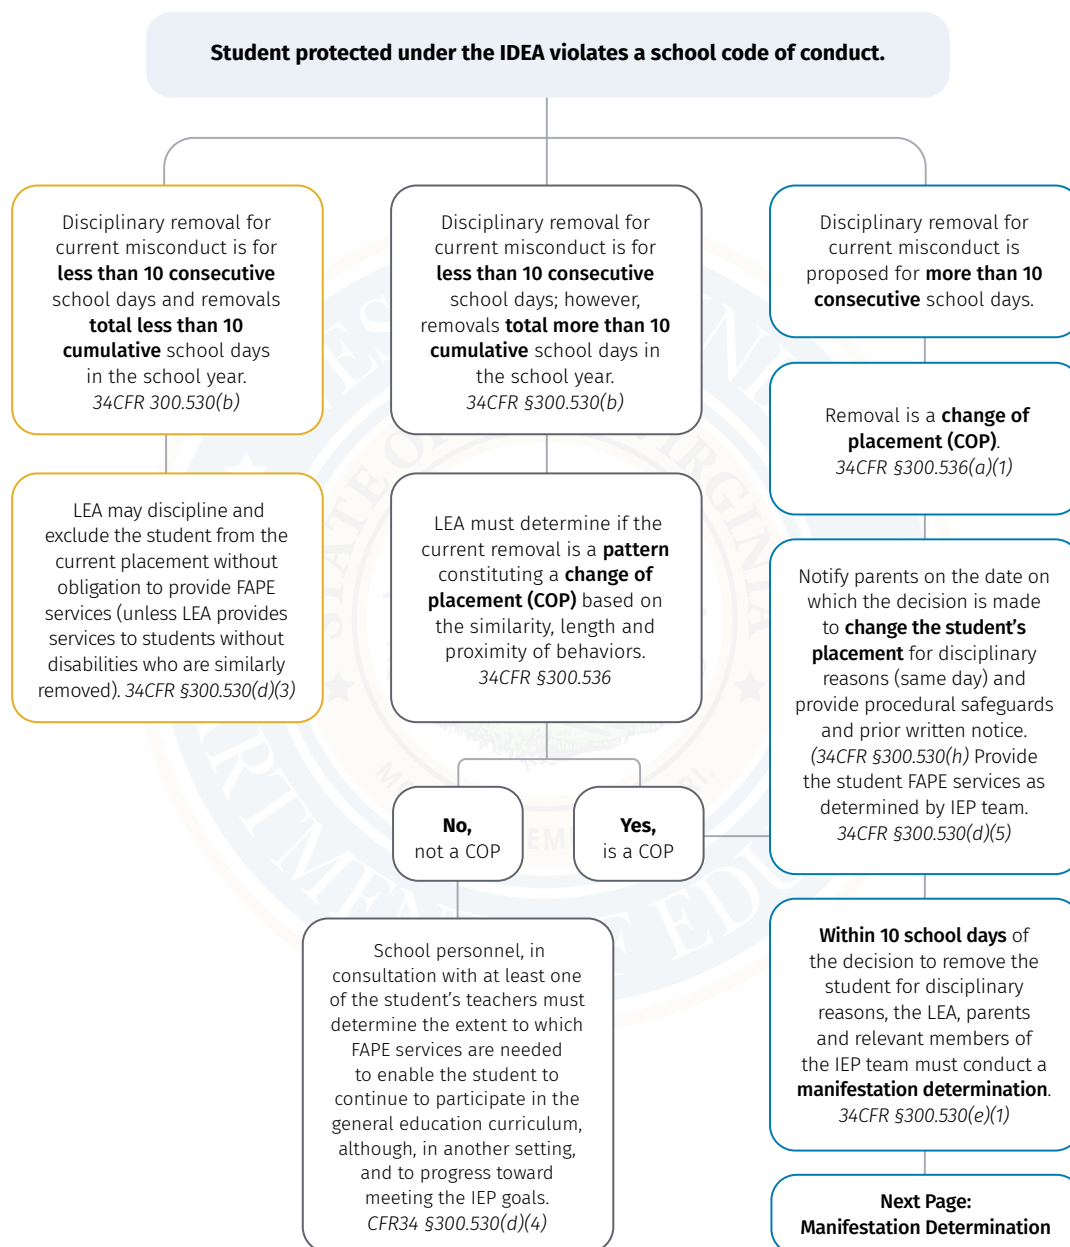 Student protected under the IDEA violates a school code of conduct.
Disciplinary removal for
current misconduct is for
less than 10 consecutive
school days and removals
total less than 10
cumulative school days
in the school year.
34CFR 300.530(b)
LEA may discipline and
exclude the student from the
current placement without
obligation to provide FAPE
services (unless LEA provides
services to students without
disabilities who are similarly
removed). 34CFR §300.530(d)(3)
Disciplinary removal for
current misconduct is for
less than 10 consecutive
school days; however,
removals total more than 10
cumulative school days in
the school year.
34CFR §300.530(b)
LEA must determine if the
current removal is a pattern
constituting a change of
placement (COP) based on
the similarity, length and
proximity of behaviors.
34CFR §300.536
No,
not a COP
Yes,
is a COP
School personnel, in
consultation with at least one
of the student's teachers must
determine the extent to which
FAPE services are needed
to enable the student to
continue to participate in the
general education curriculum,
although, in another setting,
and to progress toward
meeting the IEP goals.
CFR34 §300.530(d)(4)
Disciplinary removal for
current misconduct is
proposed for more than 10
consecutive school days.
Removal is a change of
placement (COP).
34CFR §300.536(a)(1)
Notify parents on the date on
which the decision is made
to change the student's
placement for disciplinary
reasons (same day) and
provide procedural safeguards
and prior written notice.
(34CFR §300.530(h) Provide
the student FAPE services as
determined by IEP team.
34CFR §300.530(d)(5)
Within 10 school days of
the decision to remove the
student for disciplinary
reasons, the LEA, parents
and relevant members of
the IEP team must conduct a
manifestation determination.
34CFR §300.530(e)(1)
Next Page:
Manifestation Determination